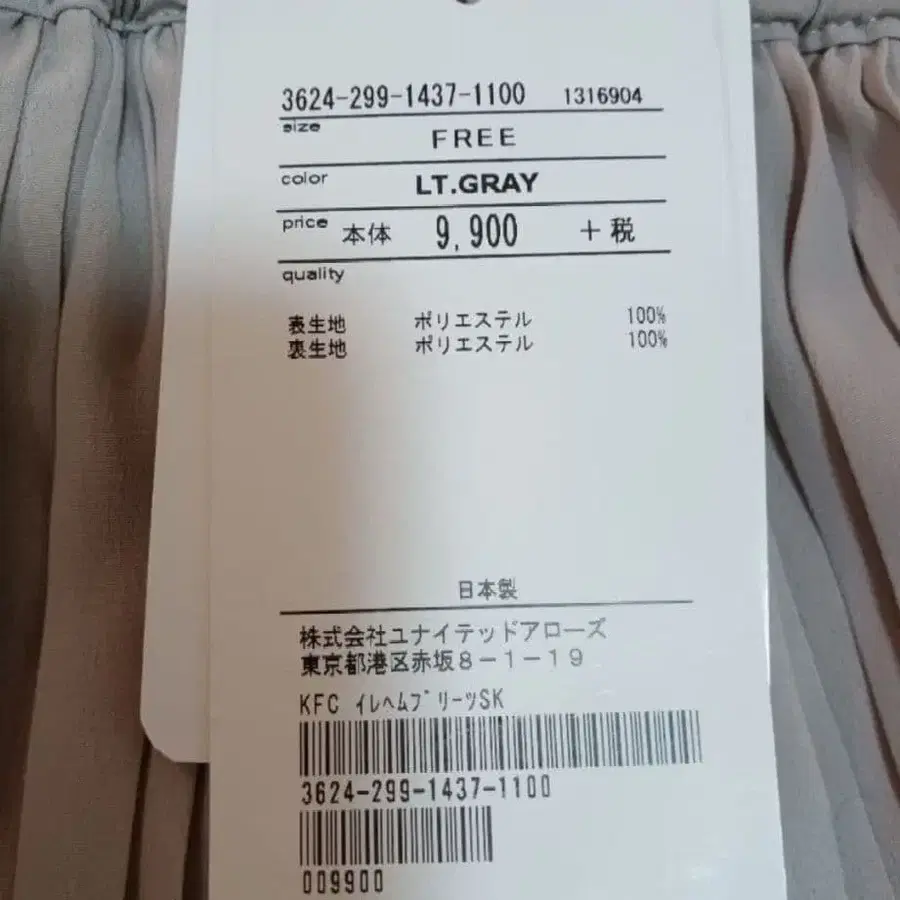 3624-299-1437-1100 1316904
size FREE
color LT.GRAY
price 本体 9,900 +税
quality
表生地 ポリエステル 100%
裏生地 ポリエステル 100%
日本製
株式会社ユナイテッドアローズ
東京都港区赤坂8-1-19
KFC イレヘムプリーツSK
3624-299-1437-1100
009900